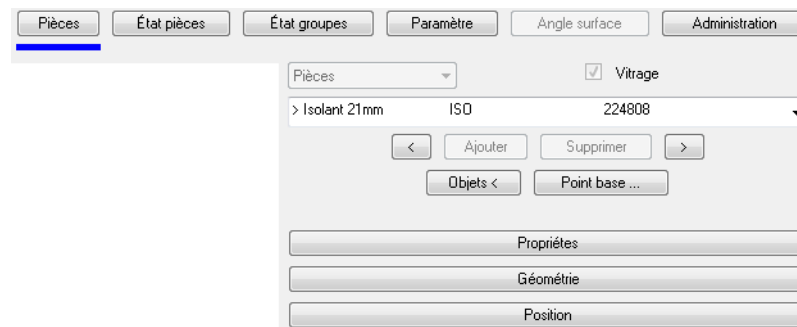 Pièces État pièces État groupes Paramètre Angle surface Administration
Pièces Vitrage
> Isolant 21mm ISO 224808
< Ajouter Supprimer >
Objets < Point base ...
Propriétes
Géométrie
Position